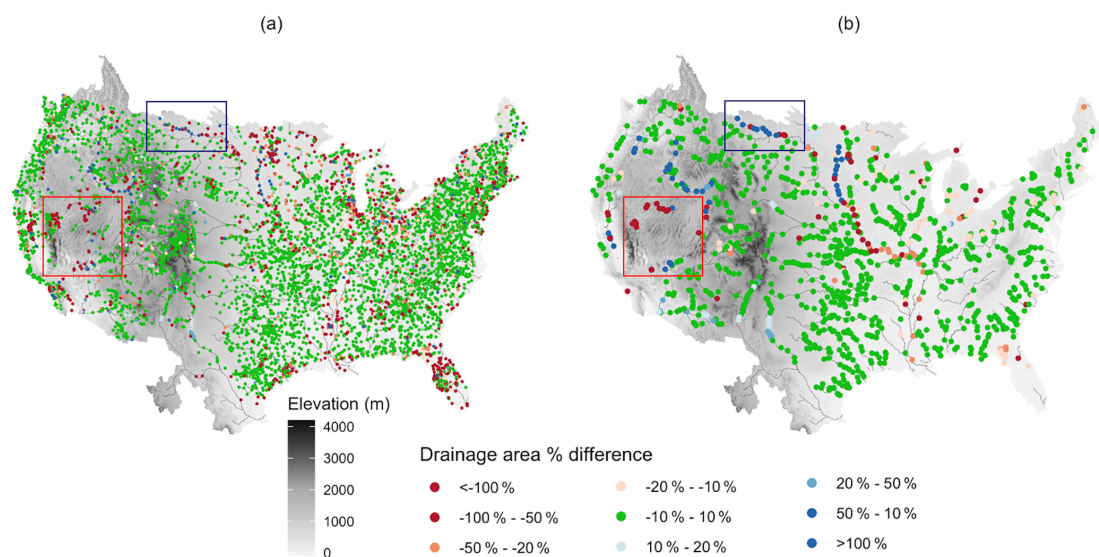 (a)
(b)
Elevation (m)
4000
3000
2000
1000
0
Drainage area % difference
<-100 %
-100 % - -50 %
-50 % - -20 %
-20 % - -10 %
-10 % - 10 %
10 % - 20 %
20 % - 50 %
50 % - 10 %
>100 %